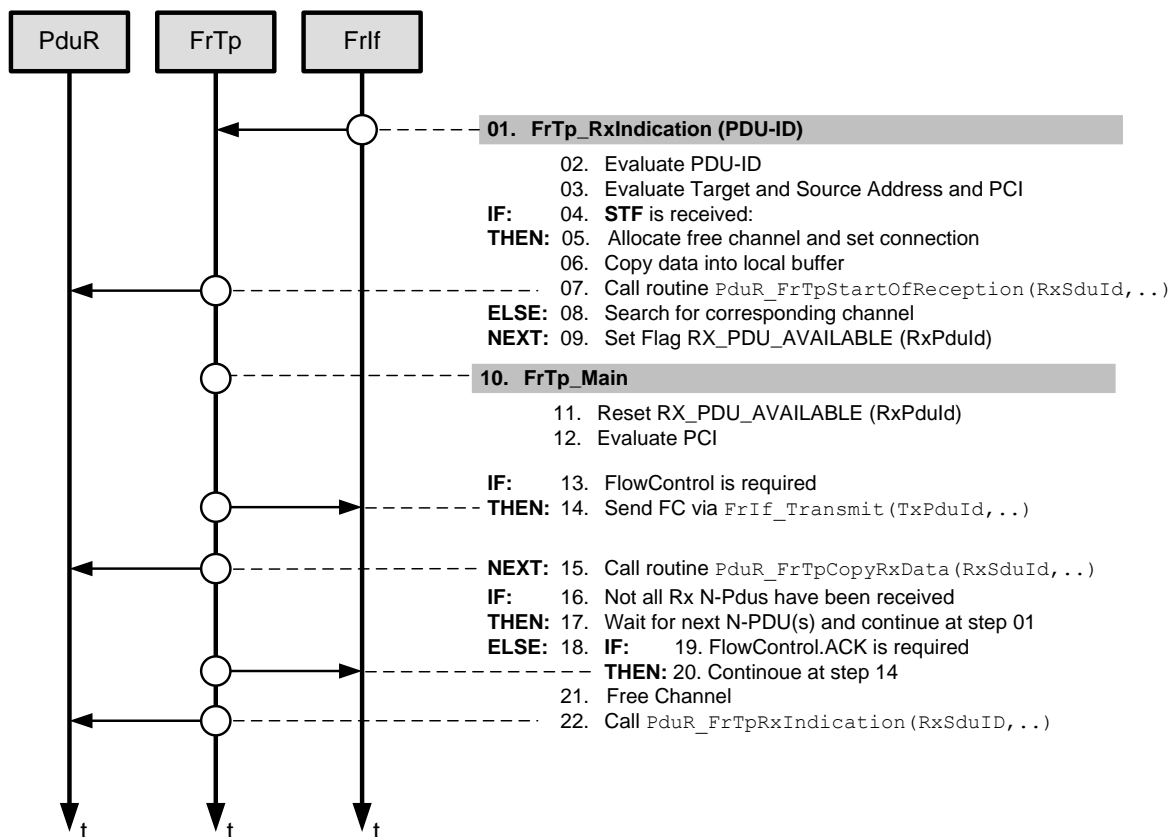 PduR FrTp FrIf
01. FrTp_RxIndication (PDU-ID)
02. Evaluate PDU-ID
03. Evaluate Target and Source Address and PCI
IF: 04. STF is received:
THEN: 05. Allocate free channel and set connection
06. Copy data into local buffer
07. Call routine PduR_FrTpStartOfReception(RxSduId,..)
ELSE: 08. Search for corresponding channel
NEXT: 09. Set Flag RX_PDU_AVAILABLE (RxPduId)
10. FrTp_Main
11. Reset RX_PDU_AVAILABLE (RxPduId)
12. Evaluate PCI
IF: 13. FlowControl is required
THEN: 14. Send FC via FrIf_Transmit(TxPduId,..)
NEXT: 15. Call routine PduR_FrTpCopyRxData(RxSduId,..)
IF: 16. Not all Rx N-Pdus have been received
THEN: 17. Wait for next N-PDU(s) and continue at step 01
ELSE: 18. IF: 19. FlowControl.ACK is required
THEN: 20. Continoue at step 14
21. Free Channel
22. Call PduR_FrTpRxIndication(RxSduID,..)
t t t